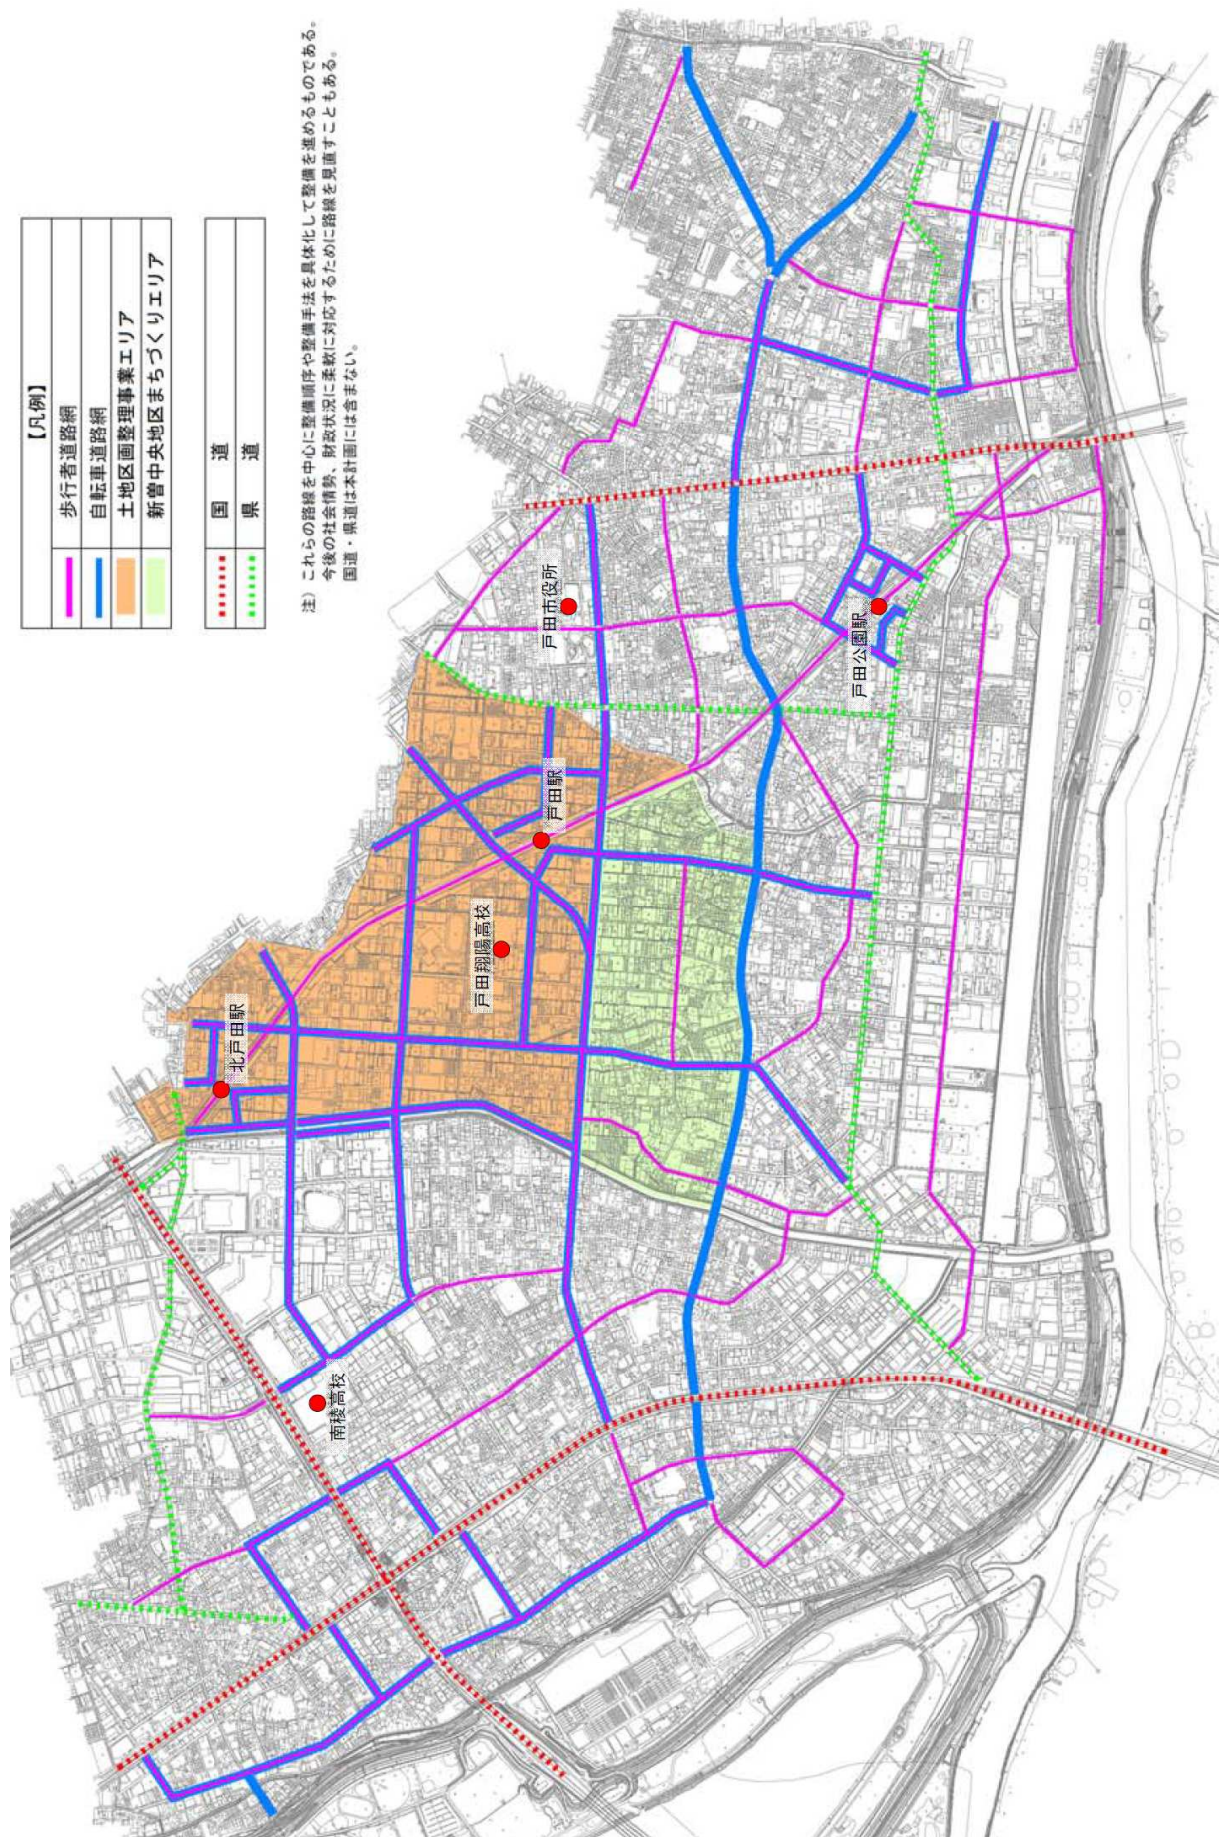 【凡例】
歩行者道路網
自転車道路網
土地区画整理事業エリア
新曽中央地区まちづくりエリア
国　道
県　道
注）これらの路線を中心に整備順序や整備手法を具体化して整備を進めるものである。
今後の社会情勢、財政状況に柔軟に対応するために路線を見直すこともある。
国道・県道は本計画には含まない。
北戸田駅
戸田翔陽高校
戸田駅
戸田市役所
戸田公園駅
南稜高校